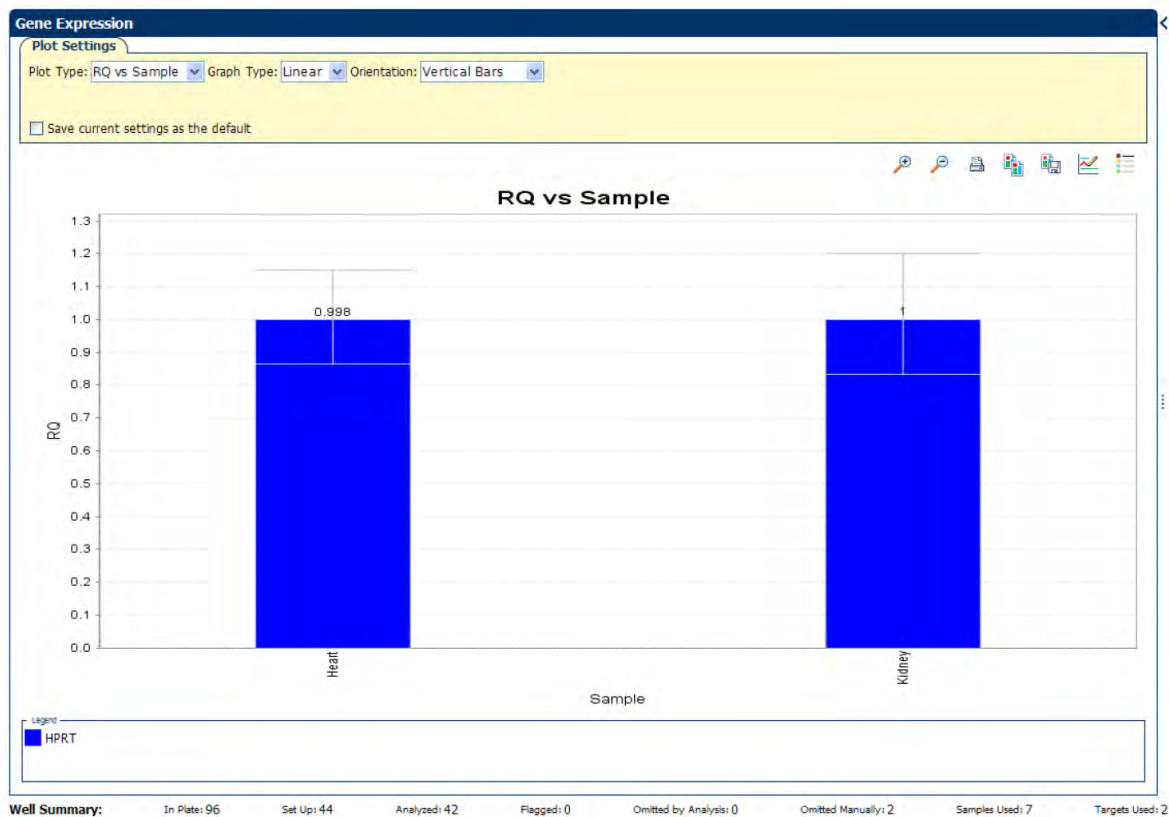 Gene Expression
Plot Settings
Plot Type: RQ vs Sample Graph Type: Linear Orientation: Vertical Bars
Save current settings as the default
RQ vs Sample
1.3
1.2
1.1
1.0
0.9
0.8
0.7
0.6
0.5
0.4
0.3
0.2
0.1
0.0
RQ
0.998
1
Heart
Kidney
Sample
Legend
HPRT
Well Summary: In Plate: 96 Set Up: 44 Analyzed: 42 Flagged: 0 Omitted by Analysis: 0 Omitted Manually: 2 Samples Used: 7 Targets Used: 2